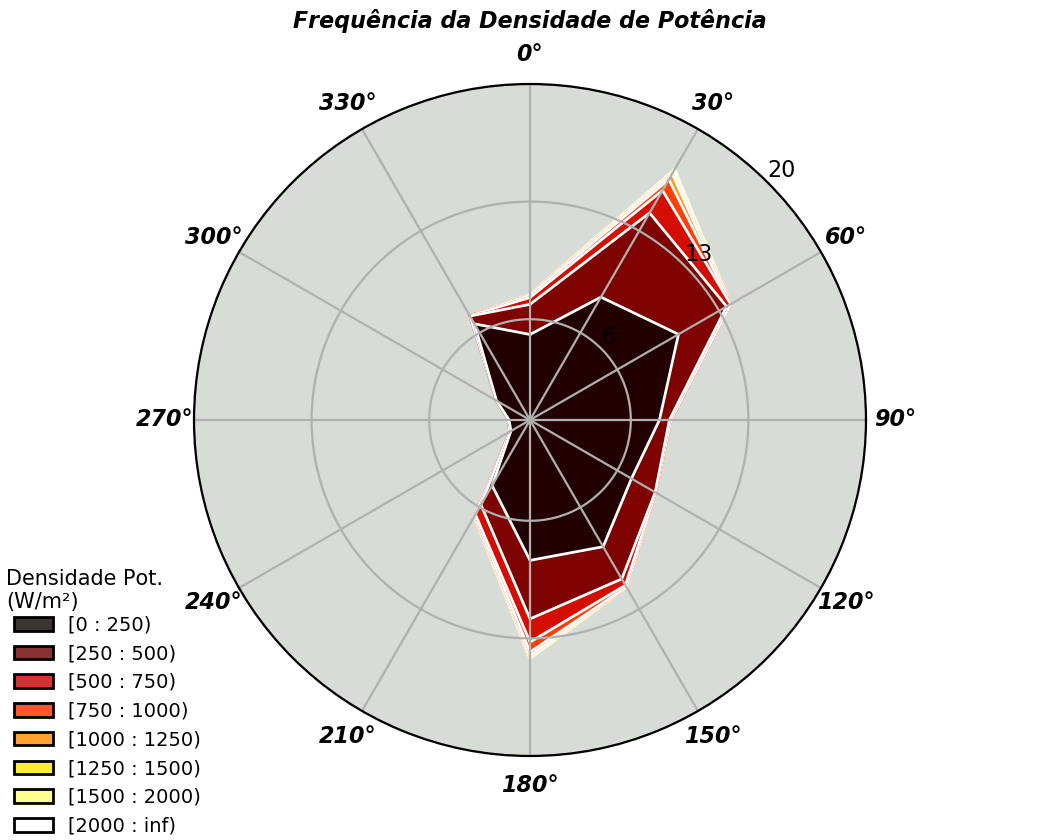 Frequência da Densidade de Potência
0°
330°
30°
20
300°
60°
13
6
270°
90°
240°
120°
210°
150°
180°
Densidade Pot.
(W/m²)
[0 : 250)
[250 : 500)
[500 : 750)
[750 : 1000)
[1000 : 1250)
[1250 : 1500)
[1500 : 2000)
[2000 : inf)